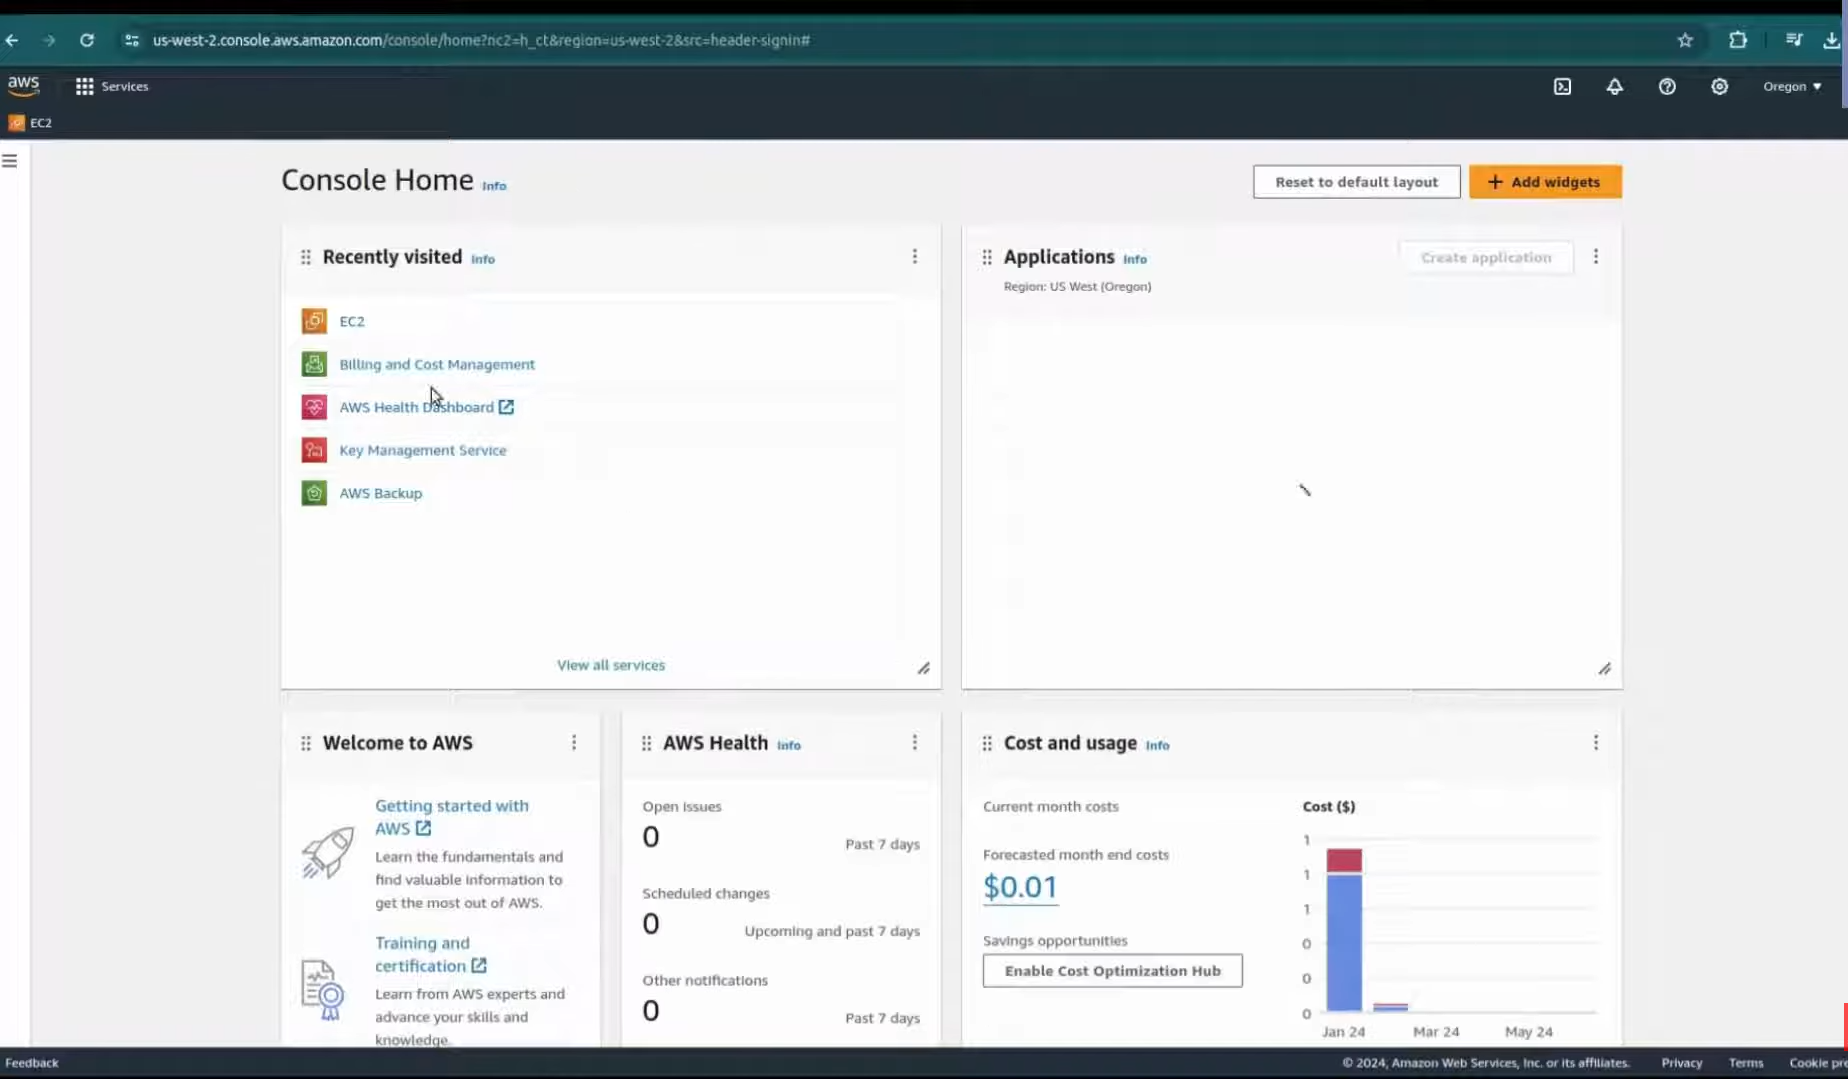 us-west-2.console.aws.amazon.com/console/home?nc2=h_ct&region=us-west-2&src=header-signin#
aws
Services
Oregon
EC2
Console Home Info
Reset to default layout
+ Add widgets
Recently visited Info
EC2
Billing and Cost Management
AWS Health Dashboard
Key Management Service
AWS Backup
View all services
Applications Info
Create application
Region: US West (Oregon)
Welcome to AWS
Getting started with
AWS
Learn the fundamentals and
find valuable information to
get the most out of AWS.
Training and
certification
Learn from AWS experts and
advance your skills and
knowledge.
AWS Health Info
Open issues
0
Past 7 days
Scheduled changes
0
Upcoming and past 7 days
Other notifications
0
Past 7 days
Cost and usage Info
Current month costs
Forecasted month end costs
$0.01
Savings opportunities
Enable Cost Optimization Hub
Cost ($)
1
1
1
0
0
0
Jan 24
Mar 24
May 24
Feedback
© 2024, Amazon Web Services, Inc. or its affiliates.
Privacy
Terms
Cookie pre